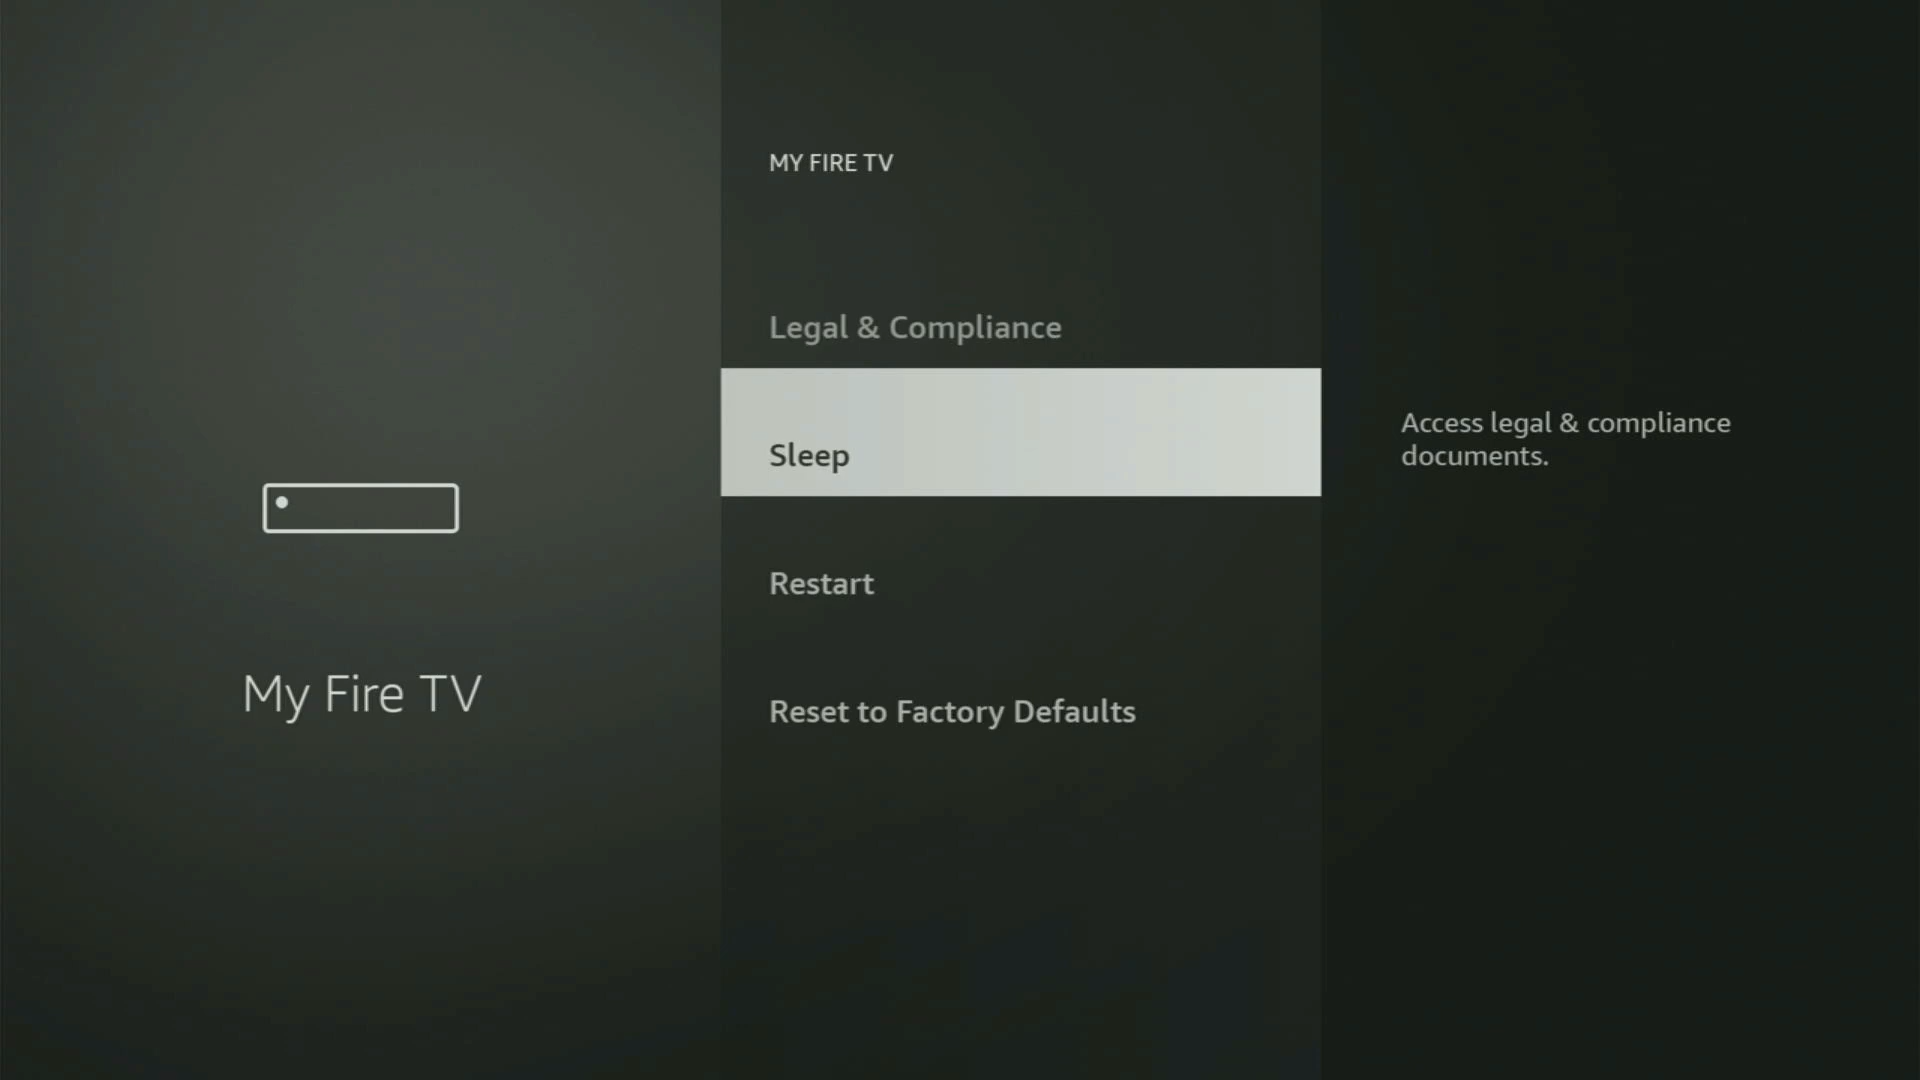 My Fire TV
MY FIRE TV
Legal & Compliance
Sleep
Restart
Reset to Factory Defaults
Access legal & compliance
documents.